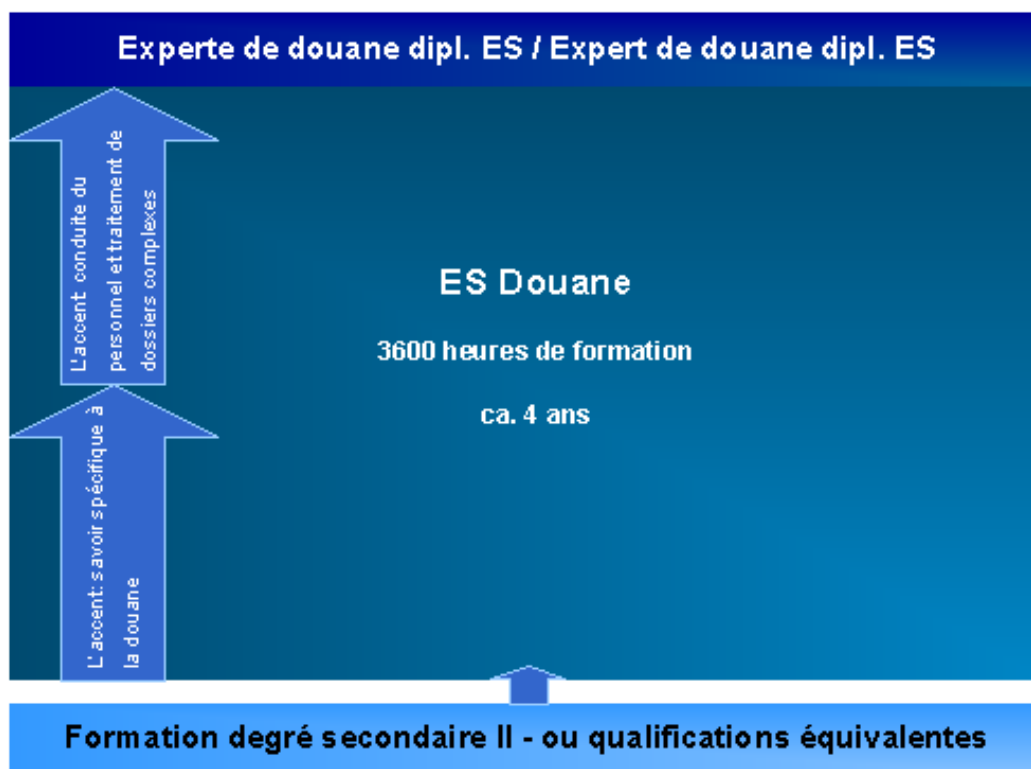 Experte de douane dipl. ES / Expert de douane dipl. ES
L'accent conduite du
personnel et traitement de
dossiers complexes
ES Douane
3600 heures de formation
ca. 4 ans
L'accent: savoir spécifique à
la douane
Formation degré secondaire II - ou qualifications équivalentes